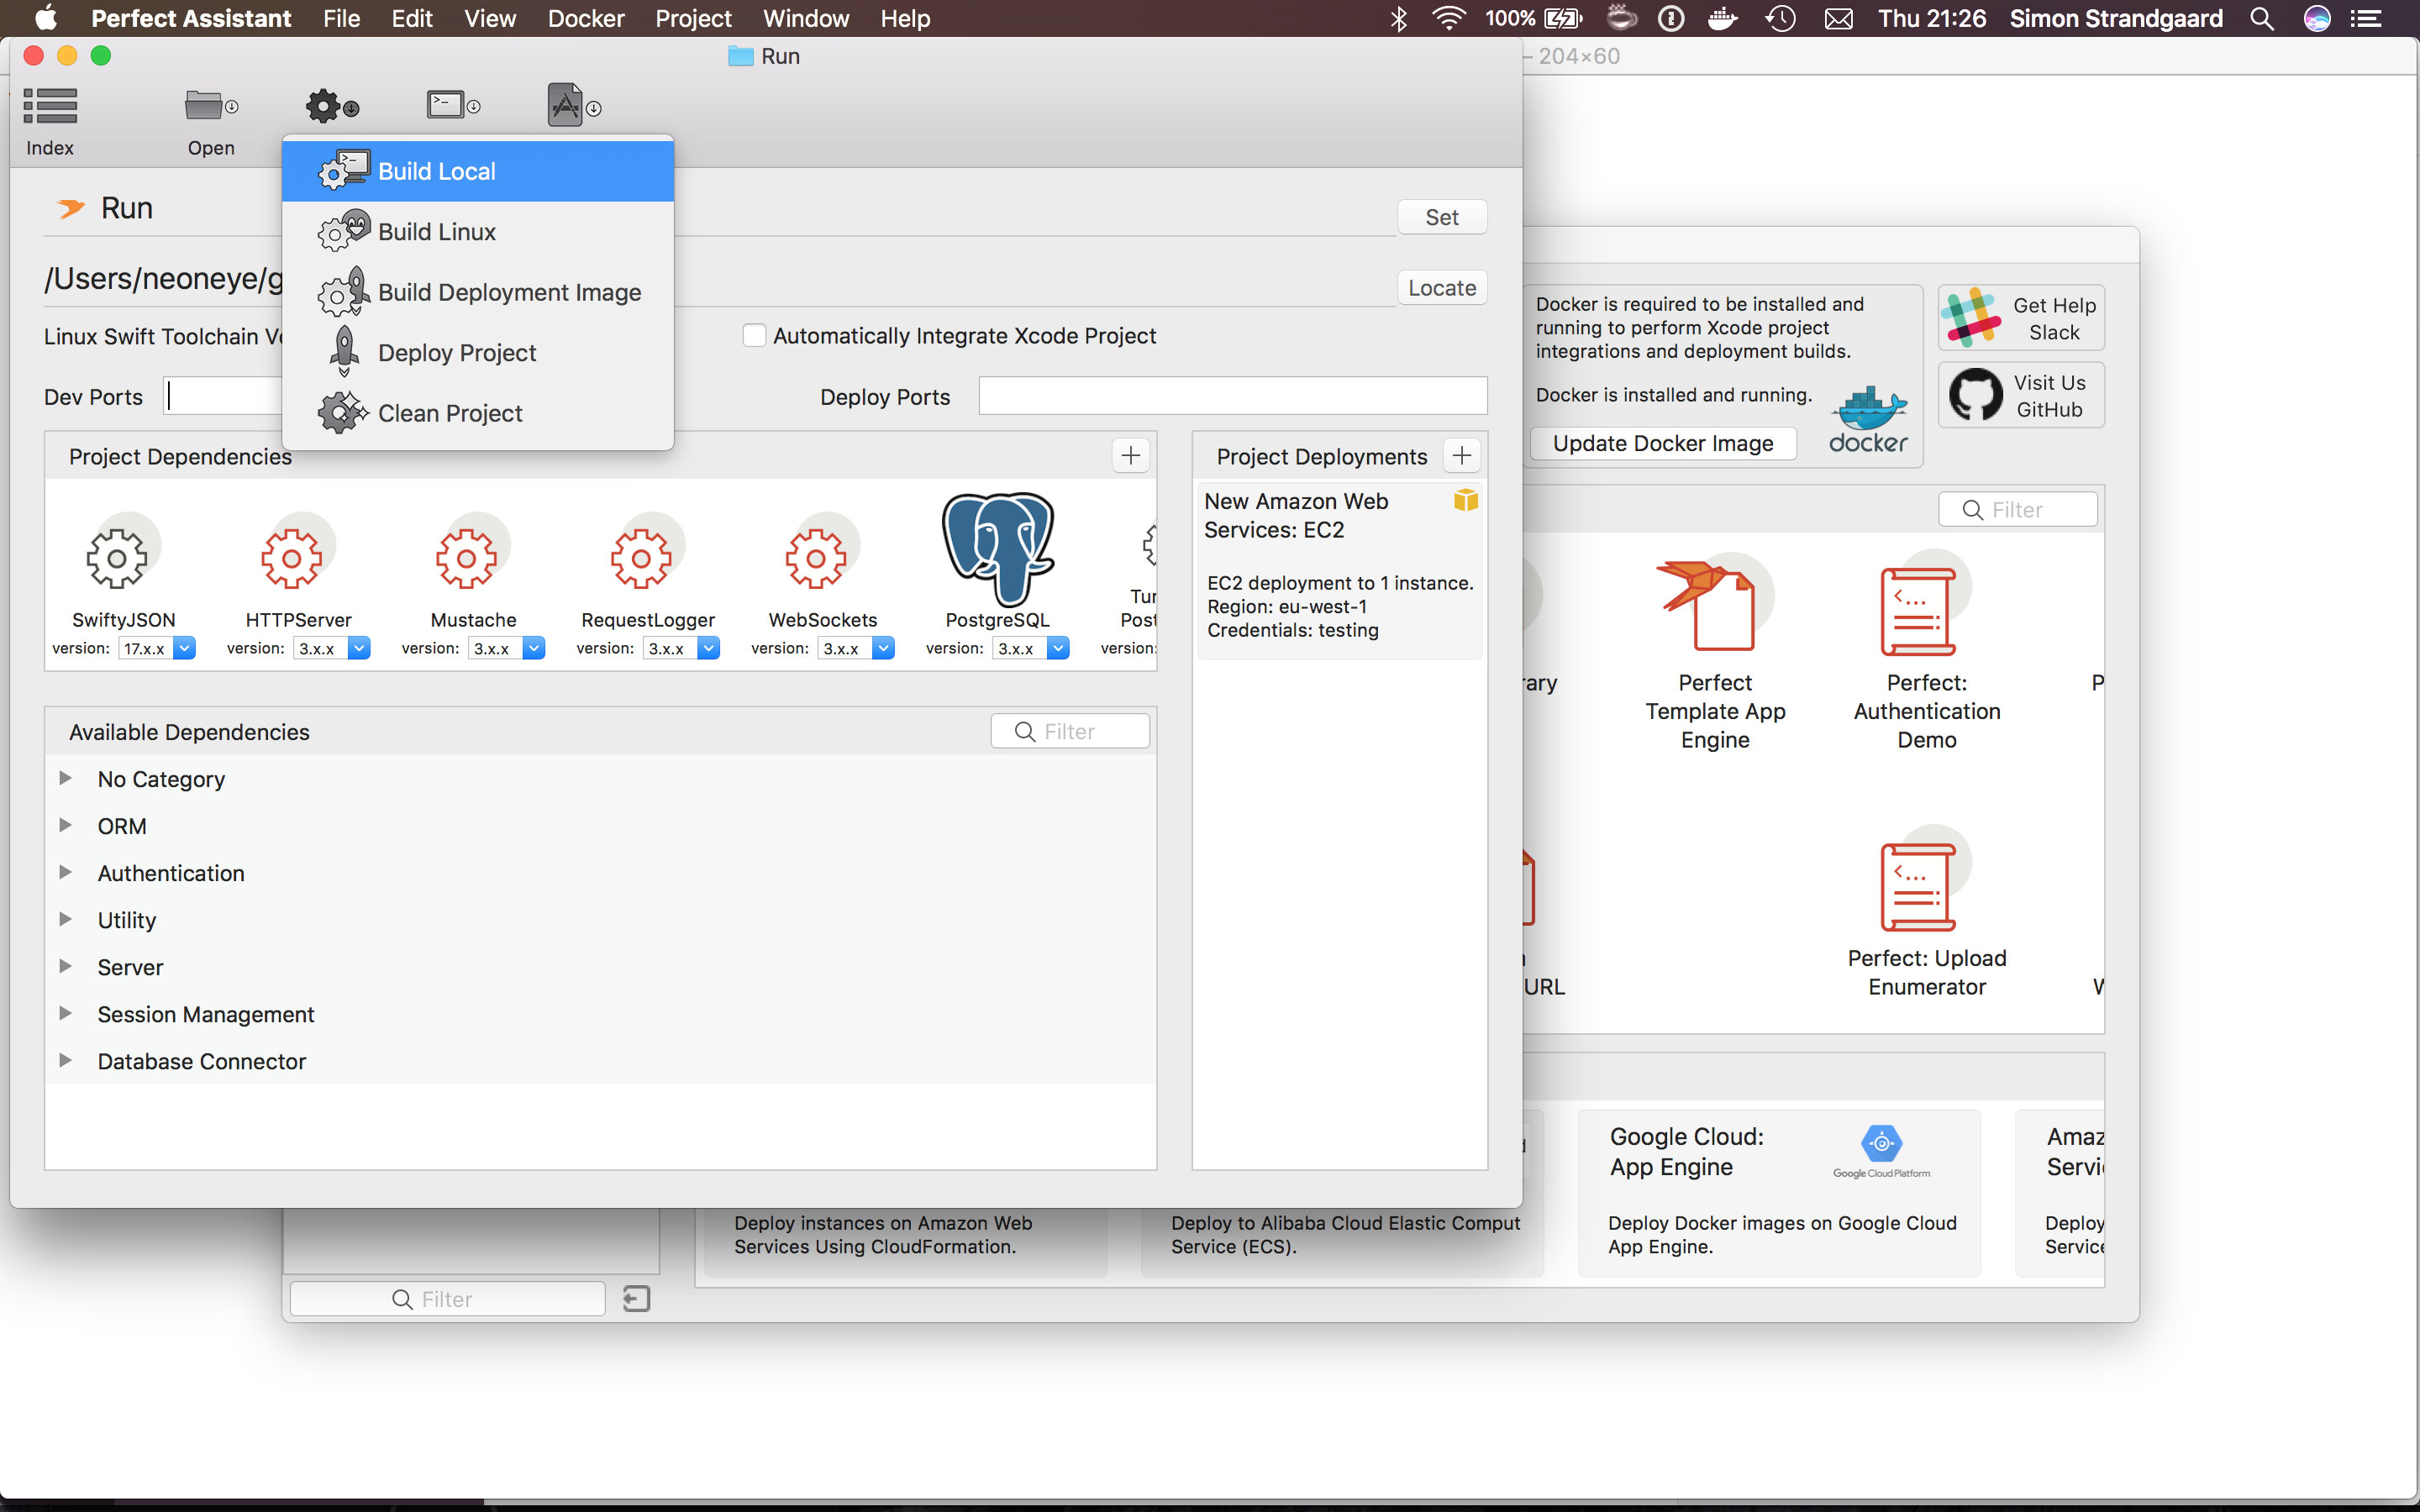 Perfect Assistant File Edit View Docker Project Window Help
100% Thu 21:26 Simon Strandgaard
Run
– 204×60
Index
Open
Build Local
Build Linux
Build Deployment Image
Deploy Project
Clean Project
Run
Set
/Users/neoneye/g
Locate
Linux Swift Toolchain Ve
Automatically Integrate Xcode Project
Dev Ports
Deploy Ports
Project Dependencies
SwiftyJSON
version: 17.x.x
HTTPServer
version: 3.x.x
Mustache
version: 3.x.x
RequestLogger
version: 3.x.x
WebSockets
version: 3.x.x
PostgreSQL
version: 3.x.x
Tur
Post
version:
Project Deployments
New Amazon Web
Services: EC2
EC2 deployment to 1 instance.
Region: eu-west-1
Credentials: testing
Available Dependencies
Filter
No Category
ORM
Authentication
Utility
Server
Session Management
Database Connector
Docker is required to be installed and
running to perform Xcode project
integrations and deployment builds.
Docker is installed and running.
Update Docker Image
docker
Get Help
Slack
Visit Us
GitHub
Filter
rary
Perfect
Template App
Engine
Perfect:
Authentication
Demo
P
URL
Perfect: Upload
Enumerator
W
Deploy instances on Amazon Web
Services Using CloudFormation.
Deploy to Alibaba Cloud Elastic Comput
Service (ECS).
Google Cloud:
App Engine
Google Cloud Platform
Deploy Docker images on Google Cloud
App Engine.
Amaz
Servi
Deploy
Service
Filter